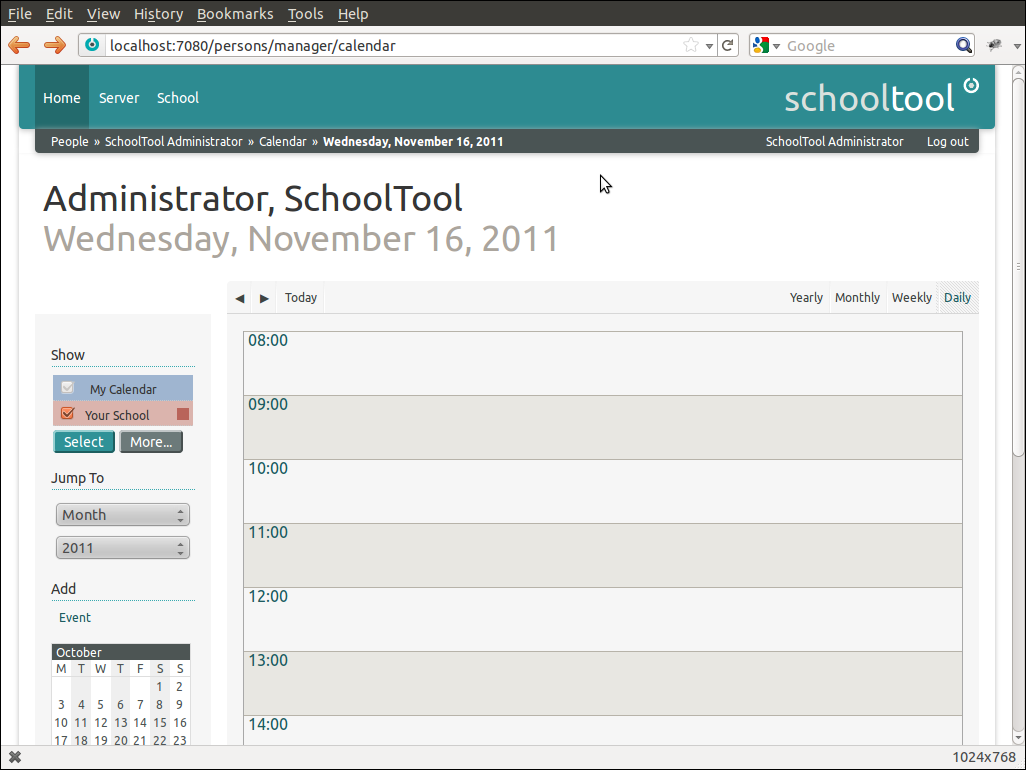 File Edit View History Bookmarks Tools Help
localhost:7080/persons/manager/calendar Google
Home Server School schooltool
People » SchoolTool Administrator » Calendar » Wednesday, November 16, 2011 SchoolTool Administrator Log out
Administrator, SchoolTool
Wednesday, November 16, 2011
◀ ▶ Today Yearly Monthly Weekly Daily
Show
My Calendar
Your School
Select More...
Jump To
Month
2011
Add
Event
October
M T W T F S S
1 2
3 4 5 6 7 8 9
10 11 12 13 14 15 16
17 18 19 20 21 22 23
08:00
09:00
10:00
11:00
12:00
13:00
14:00
1024x768